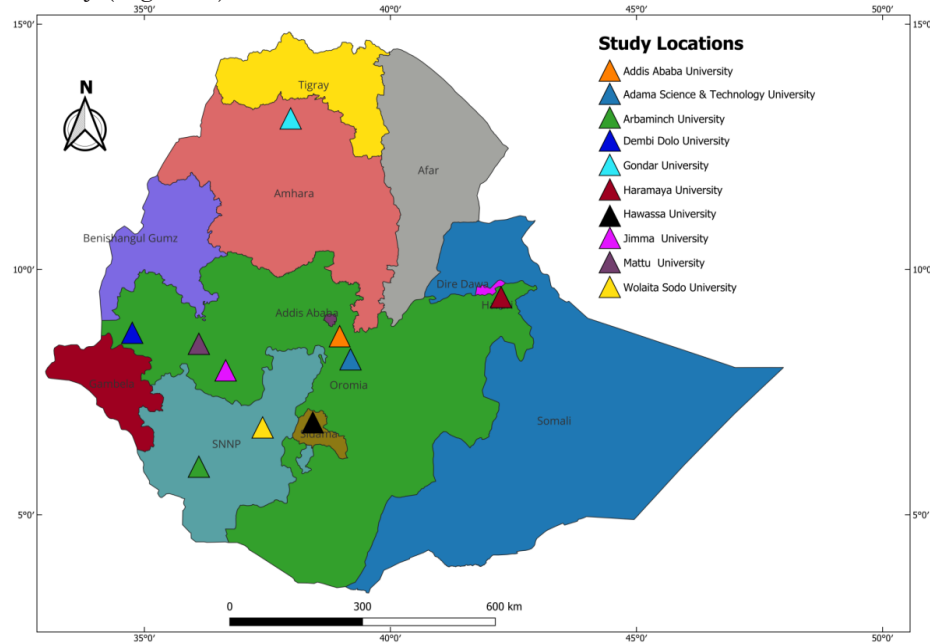 35°0' 40°0' 45°0' 50°0'
15°0' 15°0'
N
Study Locations
Addis Ababa University
Adama Science & Technology University
Arbaminch University
Dembi Dolo University
Gondar University
Haramaya University
Hawassa University
Jimma University
Mattu University
Wolaita Sodo University
Tigray
Afar
Amhara
Benishangul Gumz
10°0' 10°0'
Dire Dawa
Addis Ababa
Oromia
Somali
SNNP
Sidama
5°0' 5°0'
0 300 600 km
35°0' 40°0' 45°0' 50°0'